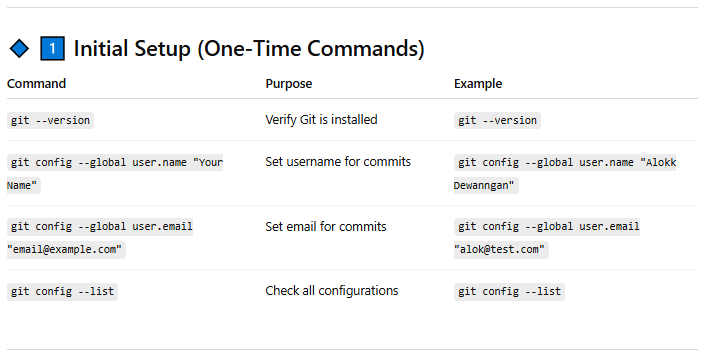 1 Initial Setup (One-Time Commands)
Command Purpose Example
git --version Verify Git is installed git --version
git config --global user.name "Your Set username for commits git config --global user.name "Alokk
Name" Dewanngan"
git config --global user.email Set email for commits git config --global user.email
"email@example.com" "alok@test.com"
git config --list Check all configurations git config --list